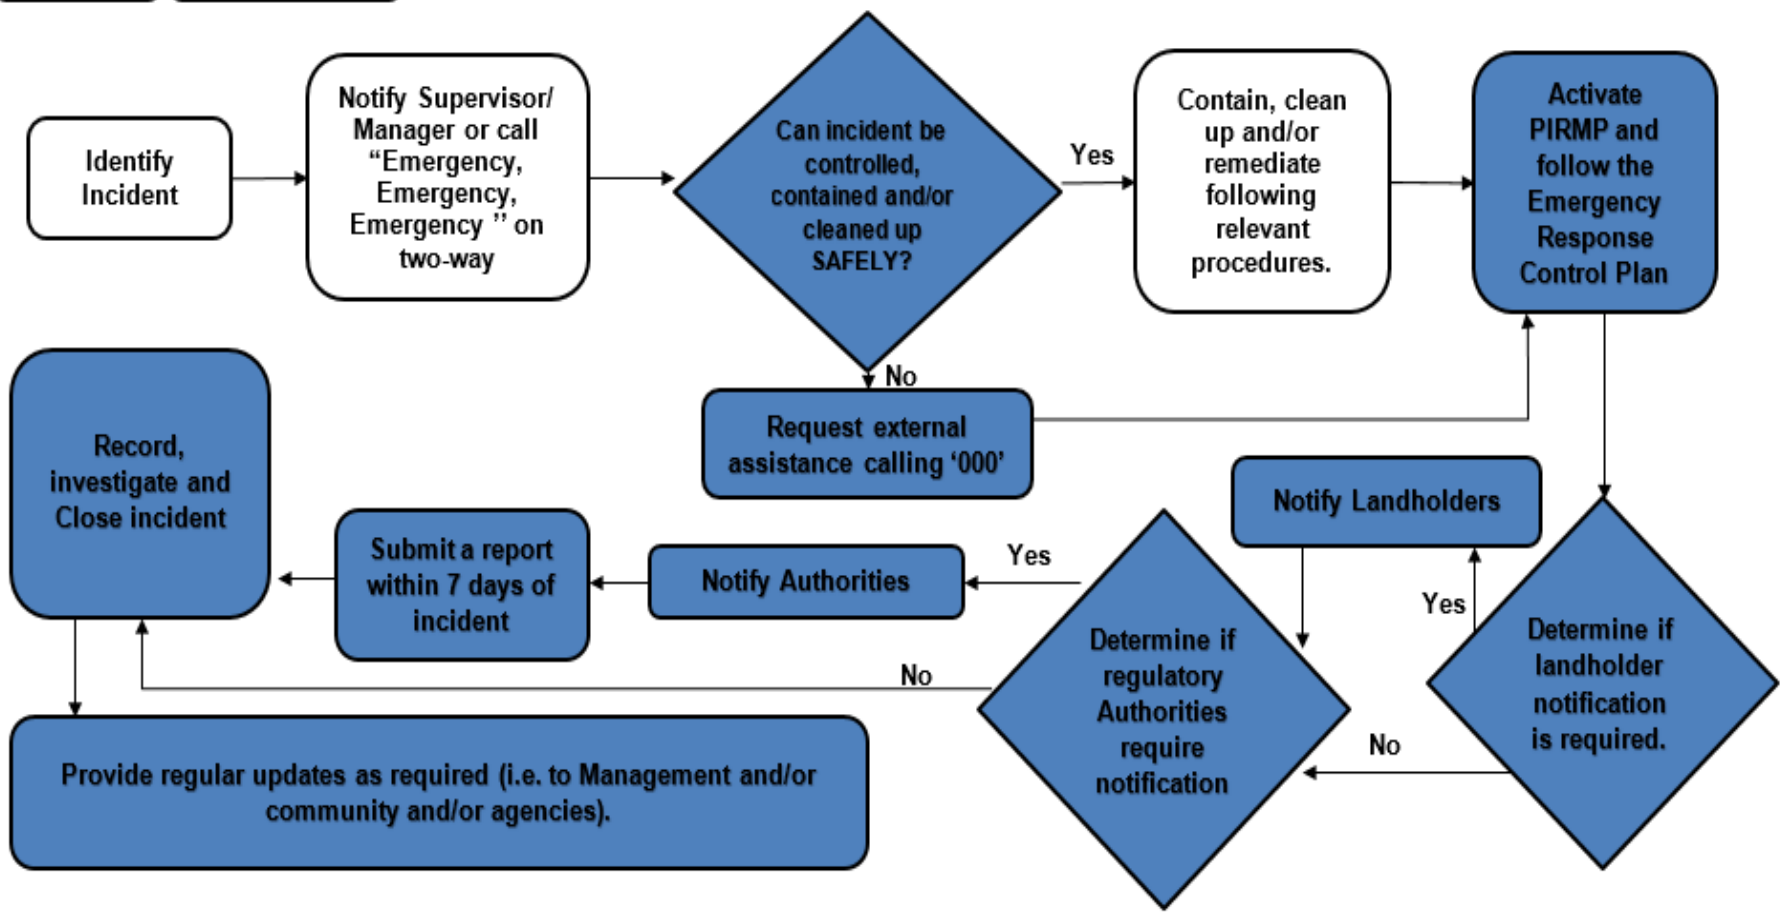 Identify
Incident
Notify Supervisor/
Manager or call
“Emergency,
Emergency,
Emergency ’’ on
two-way
Can incident be
controlled,
contained and/or
cleaned up
SAFELY?
Yes
Contain, clean
up and/or
remediate
following
relevant
procedures.
Activate
PIRMP and
follow the
Emergency
Response
Control Plan
No
Request external
assistance calling ‘000’
Notify Landholders
Yes
Determine if
landholder
notification
is required.
No
Determine if
regulatory
Authorities
require
notification
Yes
Notify Authorities
Submit a report
within 7 days of
incident
No
Record,
investigate and
Close incident
Provide regular updates as required (i.e. to Management and/or
community and/or agencies).